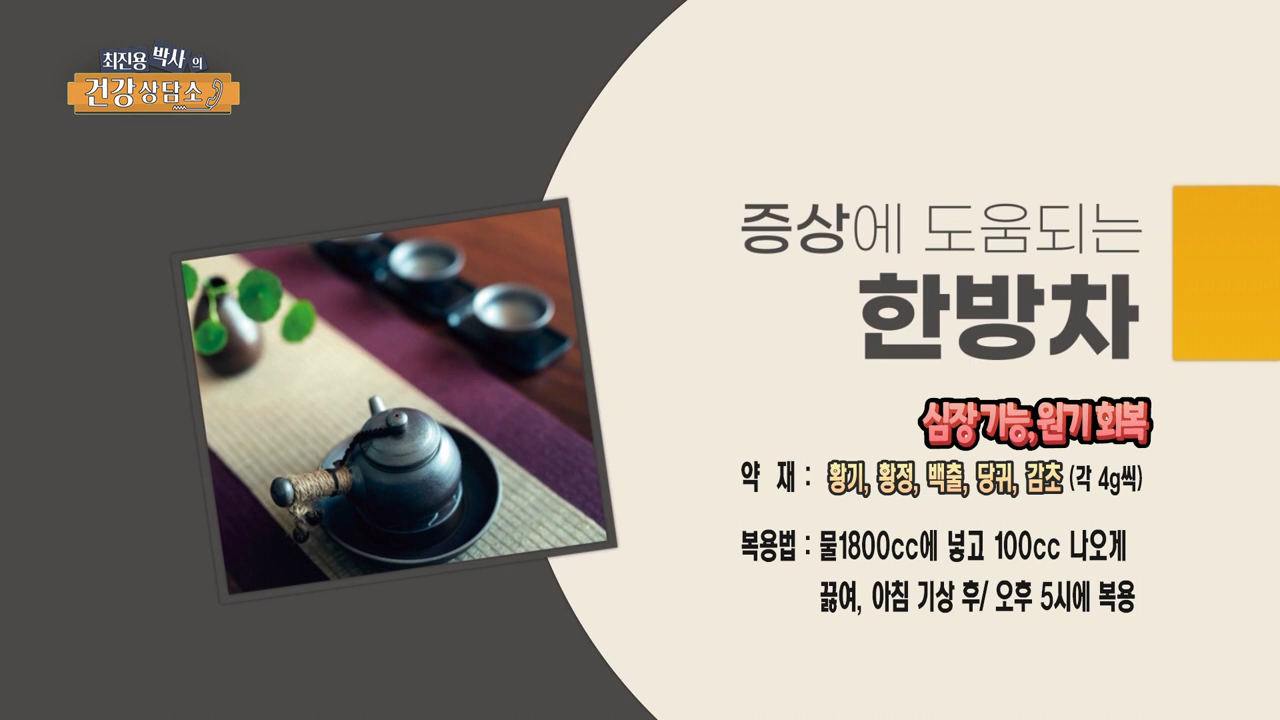 최진용 박사 의
건강상담소
증상에 도움되는
한방차
심장 기능, 원기 회복
약 재 : 황기, 황정, 백출, 당귀, 감초 (각 4g씩)
복용법 : 물1800cc에 넣고 100cc 나오게
끓여, 아침 기상 후/ 오후 5시에 복용